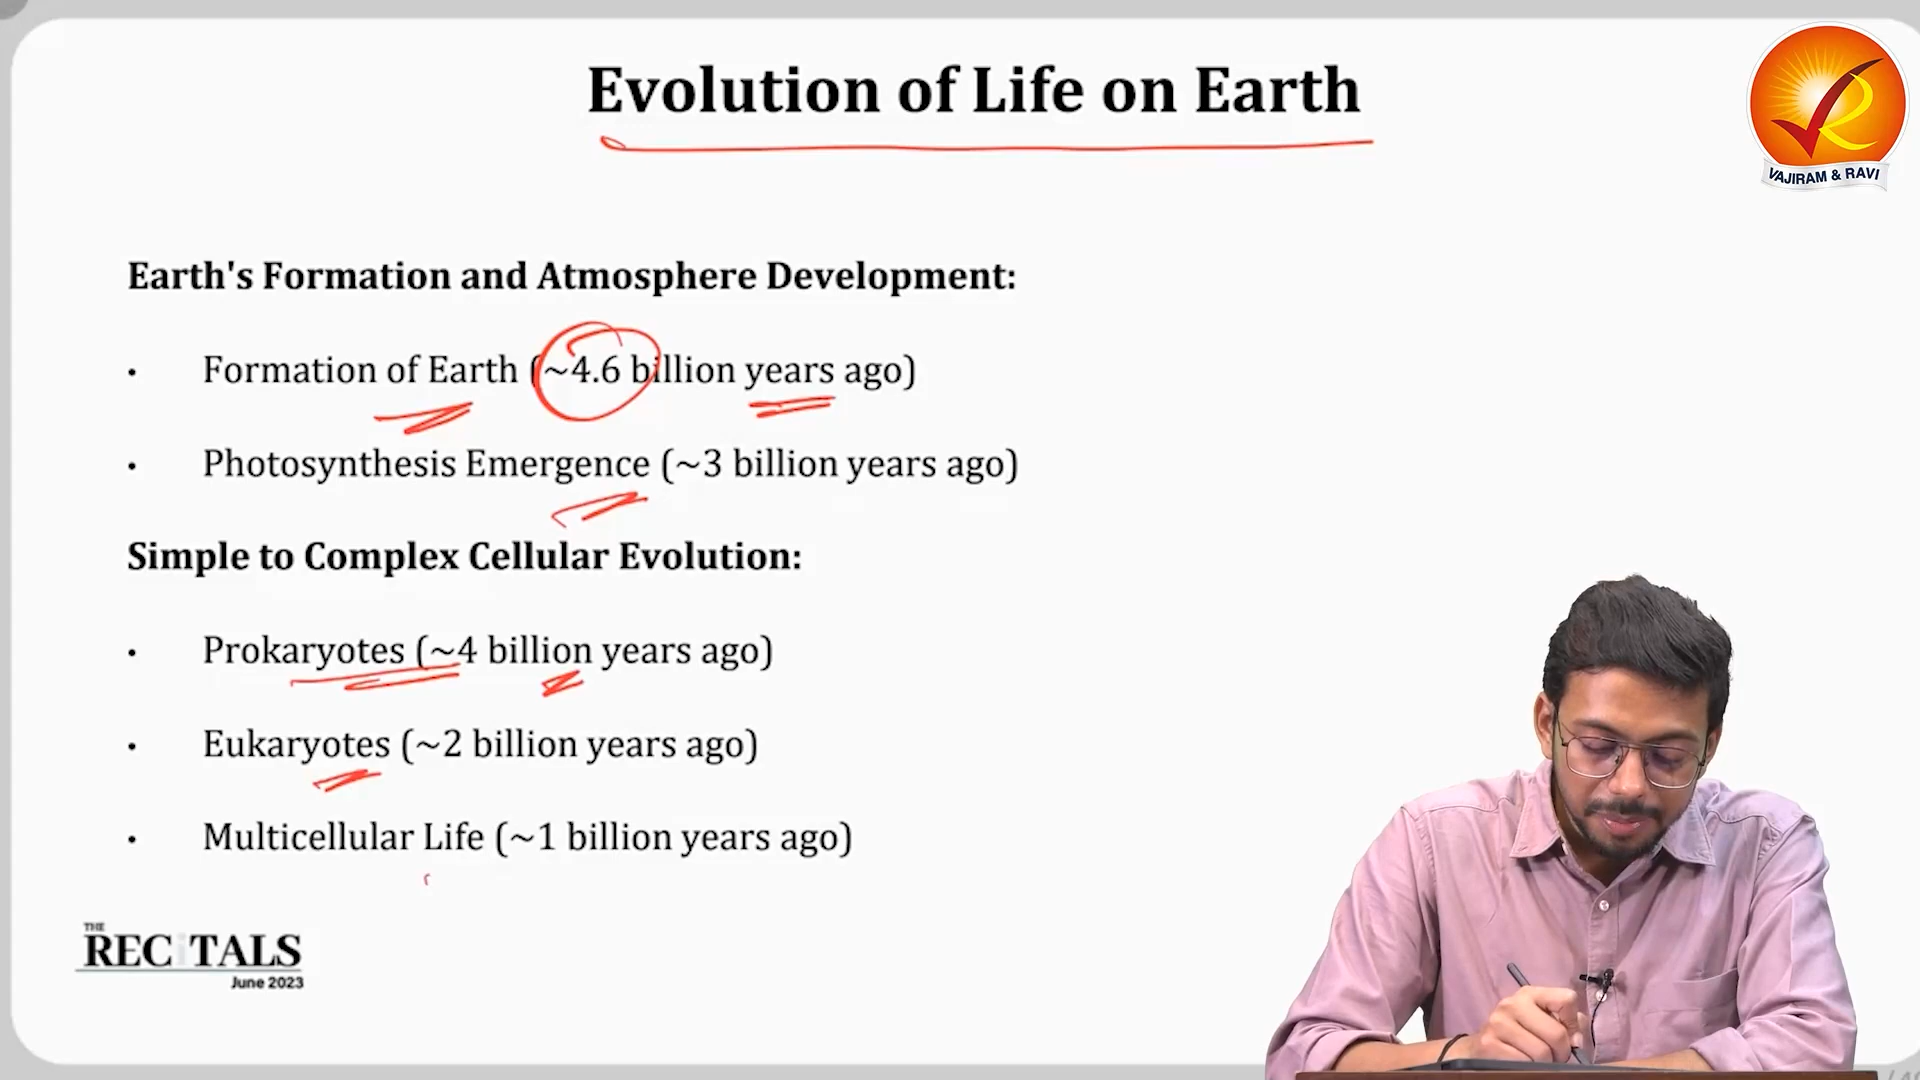 Evolution of Life on Earth
VAJIRAM & RAVI
Earth's Formation and Atmosphere Development:
• Formation of Earth (~4.6 billion years ago)
• Photosynthesis Emergence (~3 billion years ago)
Simple to Complex Cellular Evolution:
• Prokaryotes (~4 billion years ago)
• Eukaryotes (~2 billion years ago)
• Multicellular Life (~1 billion years ago)
THE
RECiTALS
June 2023